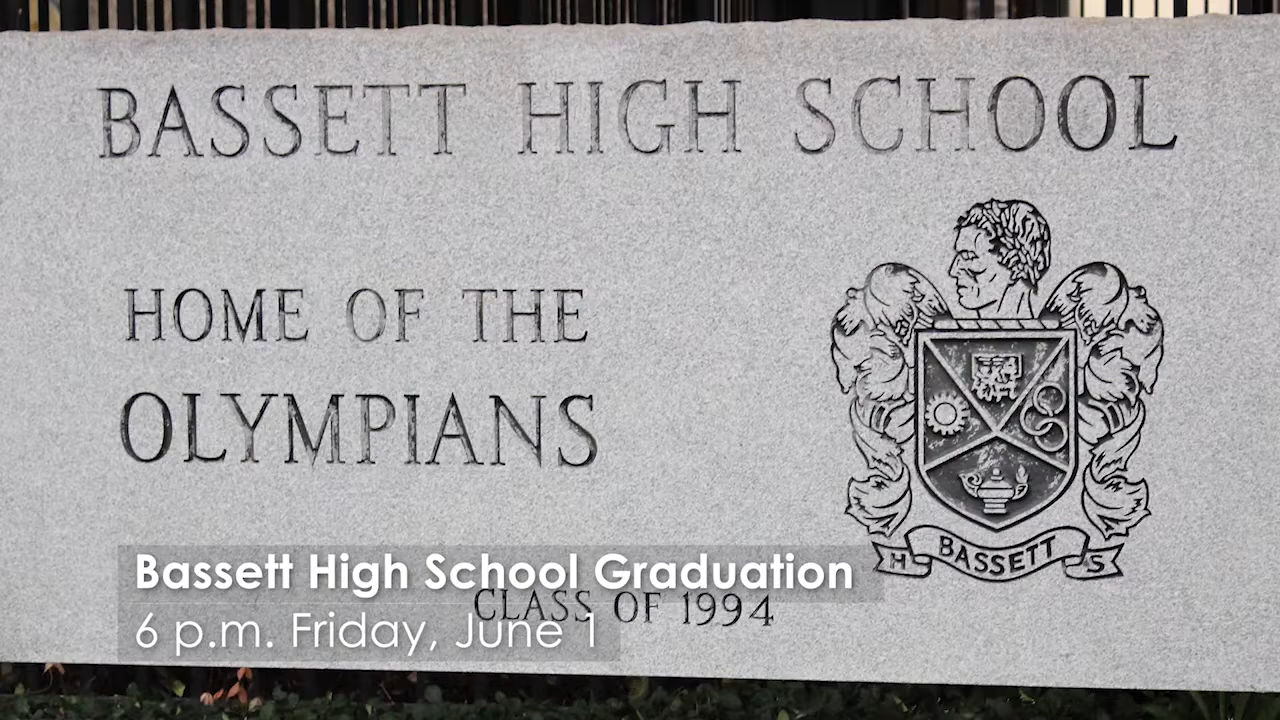 BASSETT HIGH SCHOOL
HOME OF THE
OLYMPIANS
H BASSETT S
Bassett High School Graduation
CLASS OF 1994
6 p.m. Friday, June 1